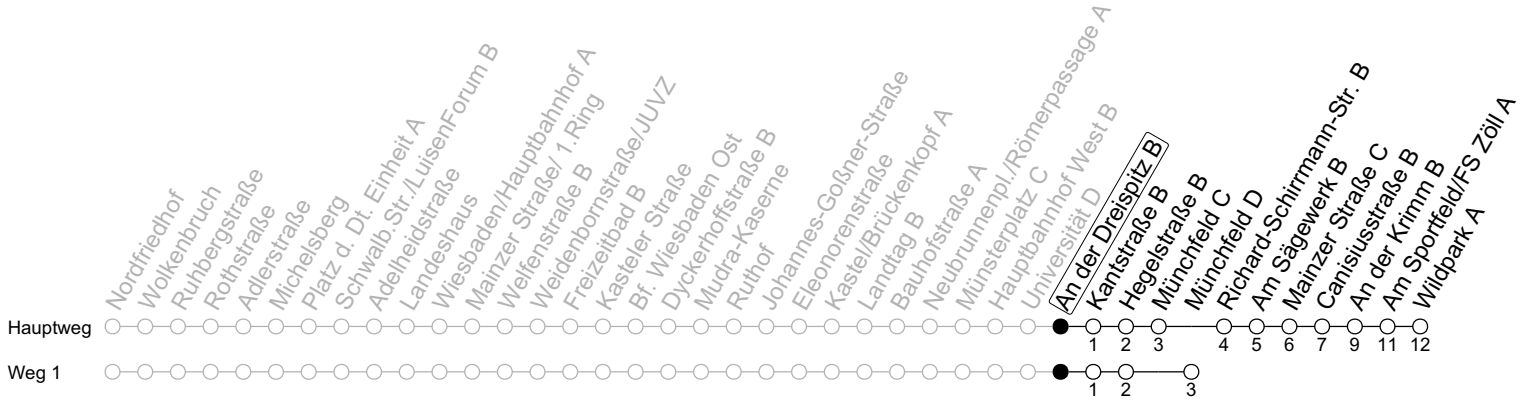 Nordfriedhof
Wolkenbruch
Ruhbergstraße
Rothstraße
Adlerstraße
Michelsberg
Platz d. Dt. Einheit A
Schwalb.Str./LuisenForum B
Adelheidstraße
Landeshaus
Wiesbaden/Hauptbahnhof A
Mainzer Straße/ 1.Ring
Welfenstraße B
Weidenbornstraße/JUVZ
Freizeitbad B
Kasteler Straße
Bf. Wiesbaden Ost
Dyckerhoffstraße B
Mudra-Kaserne
Ruthof
Johannes-Goßner-Straße
Eleonorenstraße
Kastel/Brückenkopf A
Landtag B
Bauhofstraße A
Neubrunnenpl./Römerpassage A
Münsterplatz C
Hauptbahnhof West B
Universität D
An der Dreispitz B
Kantstraße B
Hegelstraße B
Münchfeld C
Münchfeld D
Richard-Schirrmann-Str. B
Am Sägewerk B
Mainzer Straße C
Canisiusstraße B
An der Krimm B
Am Sportfeld/FS Zöll A
Wildpark A
Hauptweg
1 2 3 4 5 6 7 9 11 12
Weg 1
1 2 3